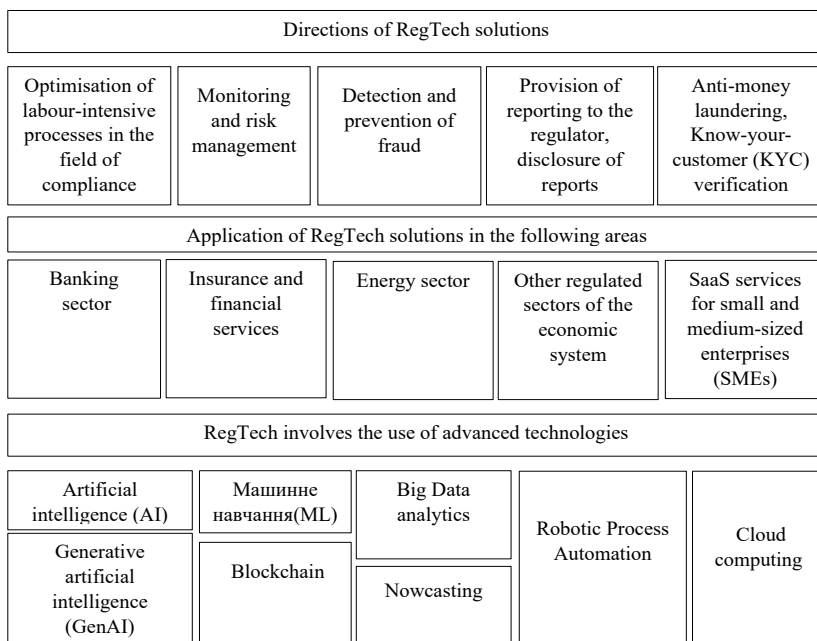 Directions of RegTech solutions
Optimisation of
labour-intensive
processes in the
field of
compliance
Monitoring
and risk
management
Detection and
prevention of
fraud
Provision of
reporting to the
regulator,
disclosure of
reports
Anti-money
laundering,
Know-your-
customer (KYC)
verification
Application of RegTech solutions in the following areas
Banking
sector
Insurance and
financial
services
Energy sector
Other regulated
sectors of the
economic
system
SaaS services
for small and
medium-sized
enterprises
(SMEs)
RegTech involves the use of advanced technologies
Artificial
intelligence (AI)
Generative
artificial
intelligence
(GenAI)
Машинне
навчання(ML)
Blockchain
Big Data
analytics
Nowcasting
Robotic Process
Automation
Cloud
computing